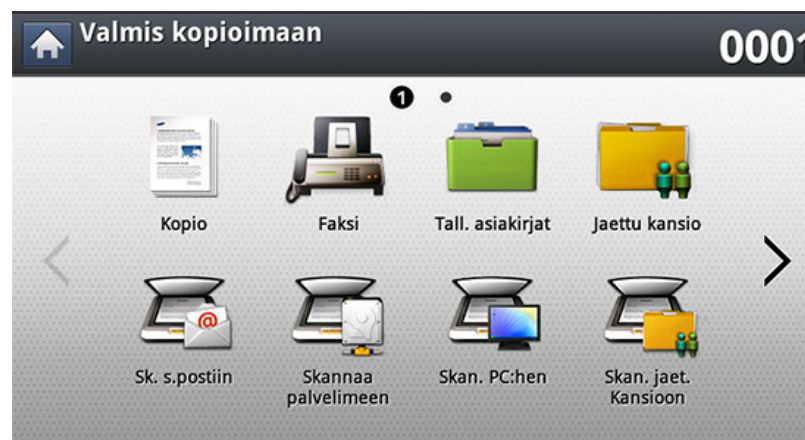 Valmis kopioimaan
0001
1
Kopio
Faksi
Tall. asiakirjat
Jaettu kansio
Sk. s.postiin
Skannaa
palvelimeen
Skan. PC:hen
Skan. jaet.
Kansioon